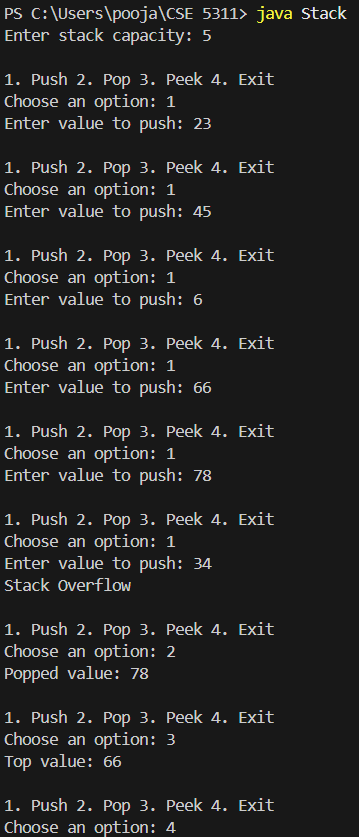 PS C:\Users\pooja\CSE 5311> java Stack
Enter stack capacity: 5

1. Push 2. Pop 3. Peek 4. Exit
Choose an option: 1
Enter value to push: 23

1. Push 2. Pop 3. Peek 4. Exit
Choose an option: 1
Enter value to push: 45

1. Push 2. Pop 3. Peek 4. Exit
Choose an option: 1
Enter value to push: 6

1. Push 2. Pop 3. Peek 4. Exit
Choose an option: 1
Enter value to push: 66

1. Push 2. Pop 3. Peek 4. Exit
Choose an option: 1
Enter value to push: 78

1. Push 2. Pop 3. Peek 4. Exit
Choose an option: 1
Enter value to push: 34
Stack Overflow

1. Push 2. Pop 3. Peek 4. Exit
Choose an option: 2
Popped value: 78

1. Push 2. Pop 3. Peek 4. Exit
Choose an option: 3
Top value: 66

1. Push 2. Pop 3. Peek 4. Exit
Choose an option: 4